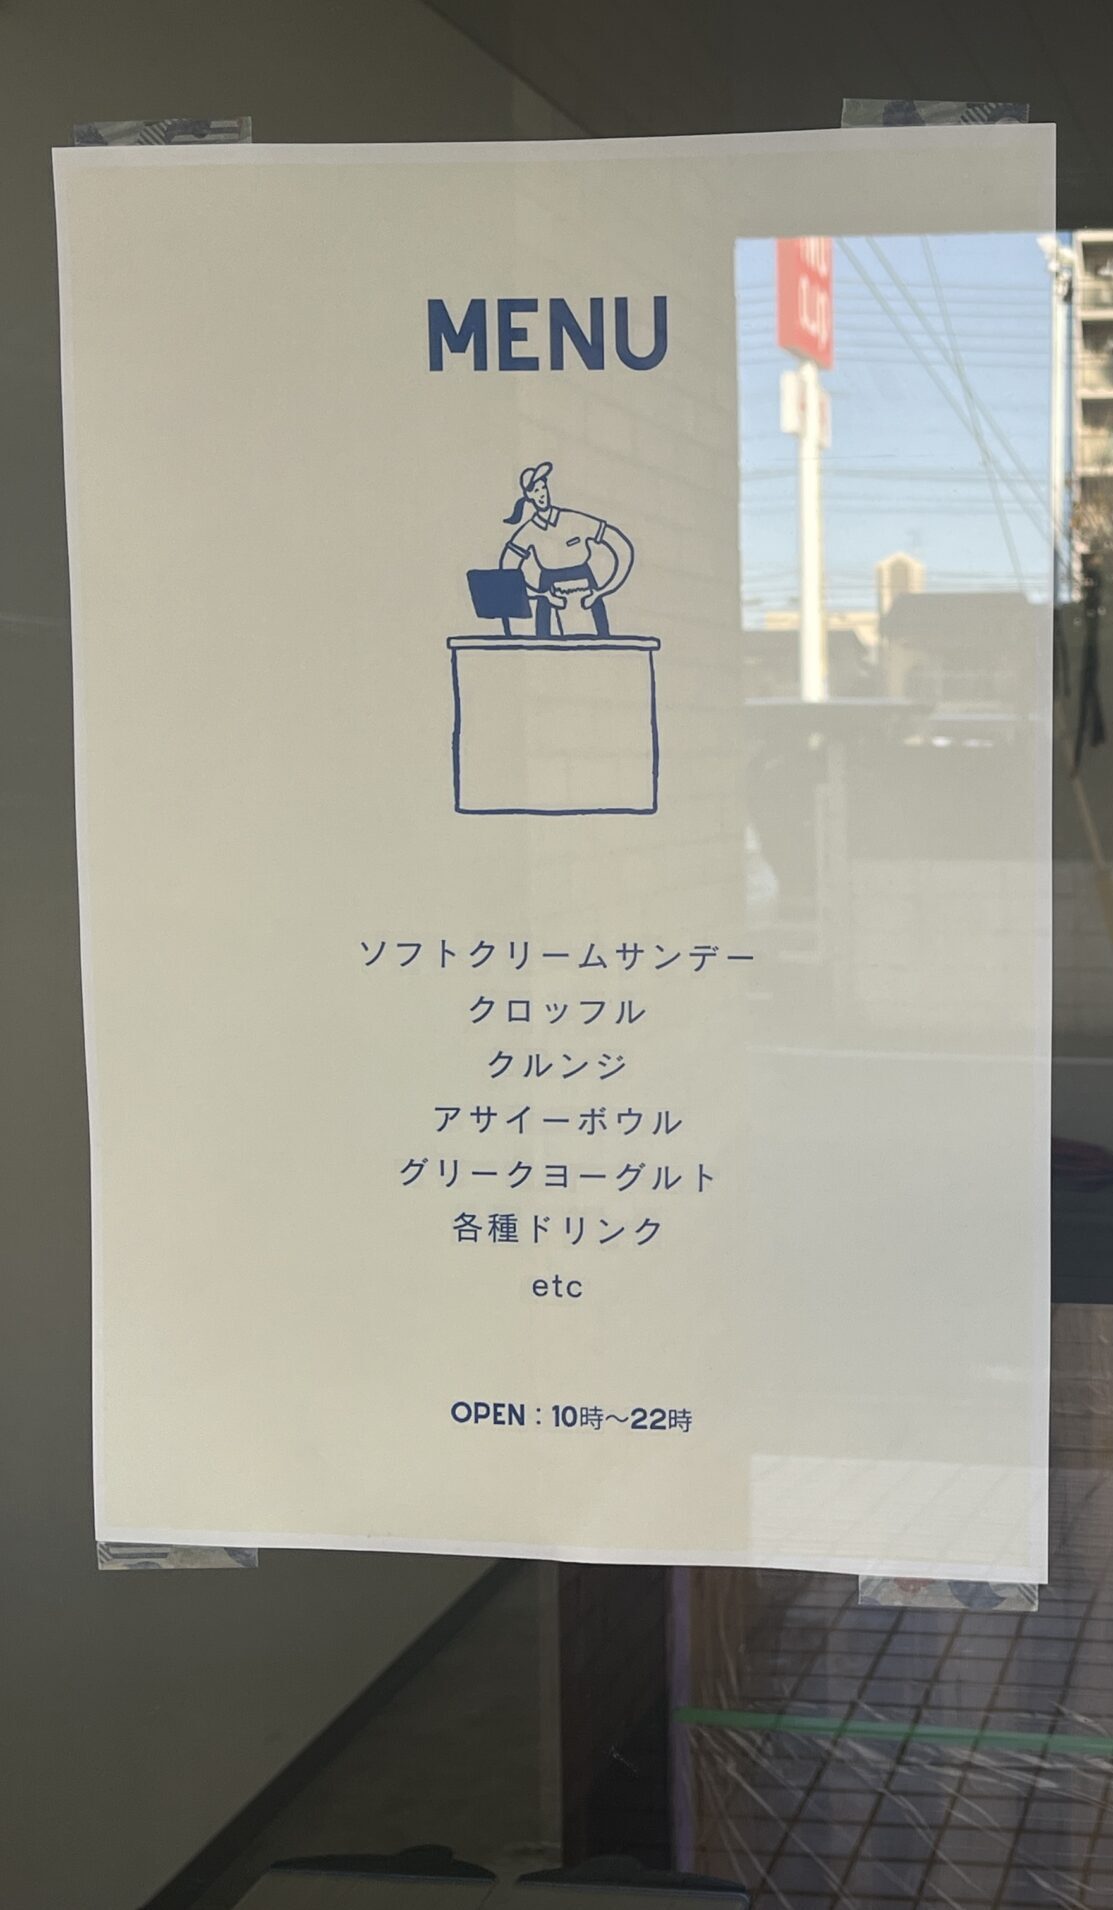 MENU
ソフトクリームサンデー
クロッフル
クルンジ
アサイーボウル
グリークヨーグルト
各種ドリンク
etc
OPEN：10時〜22時